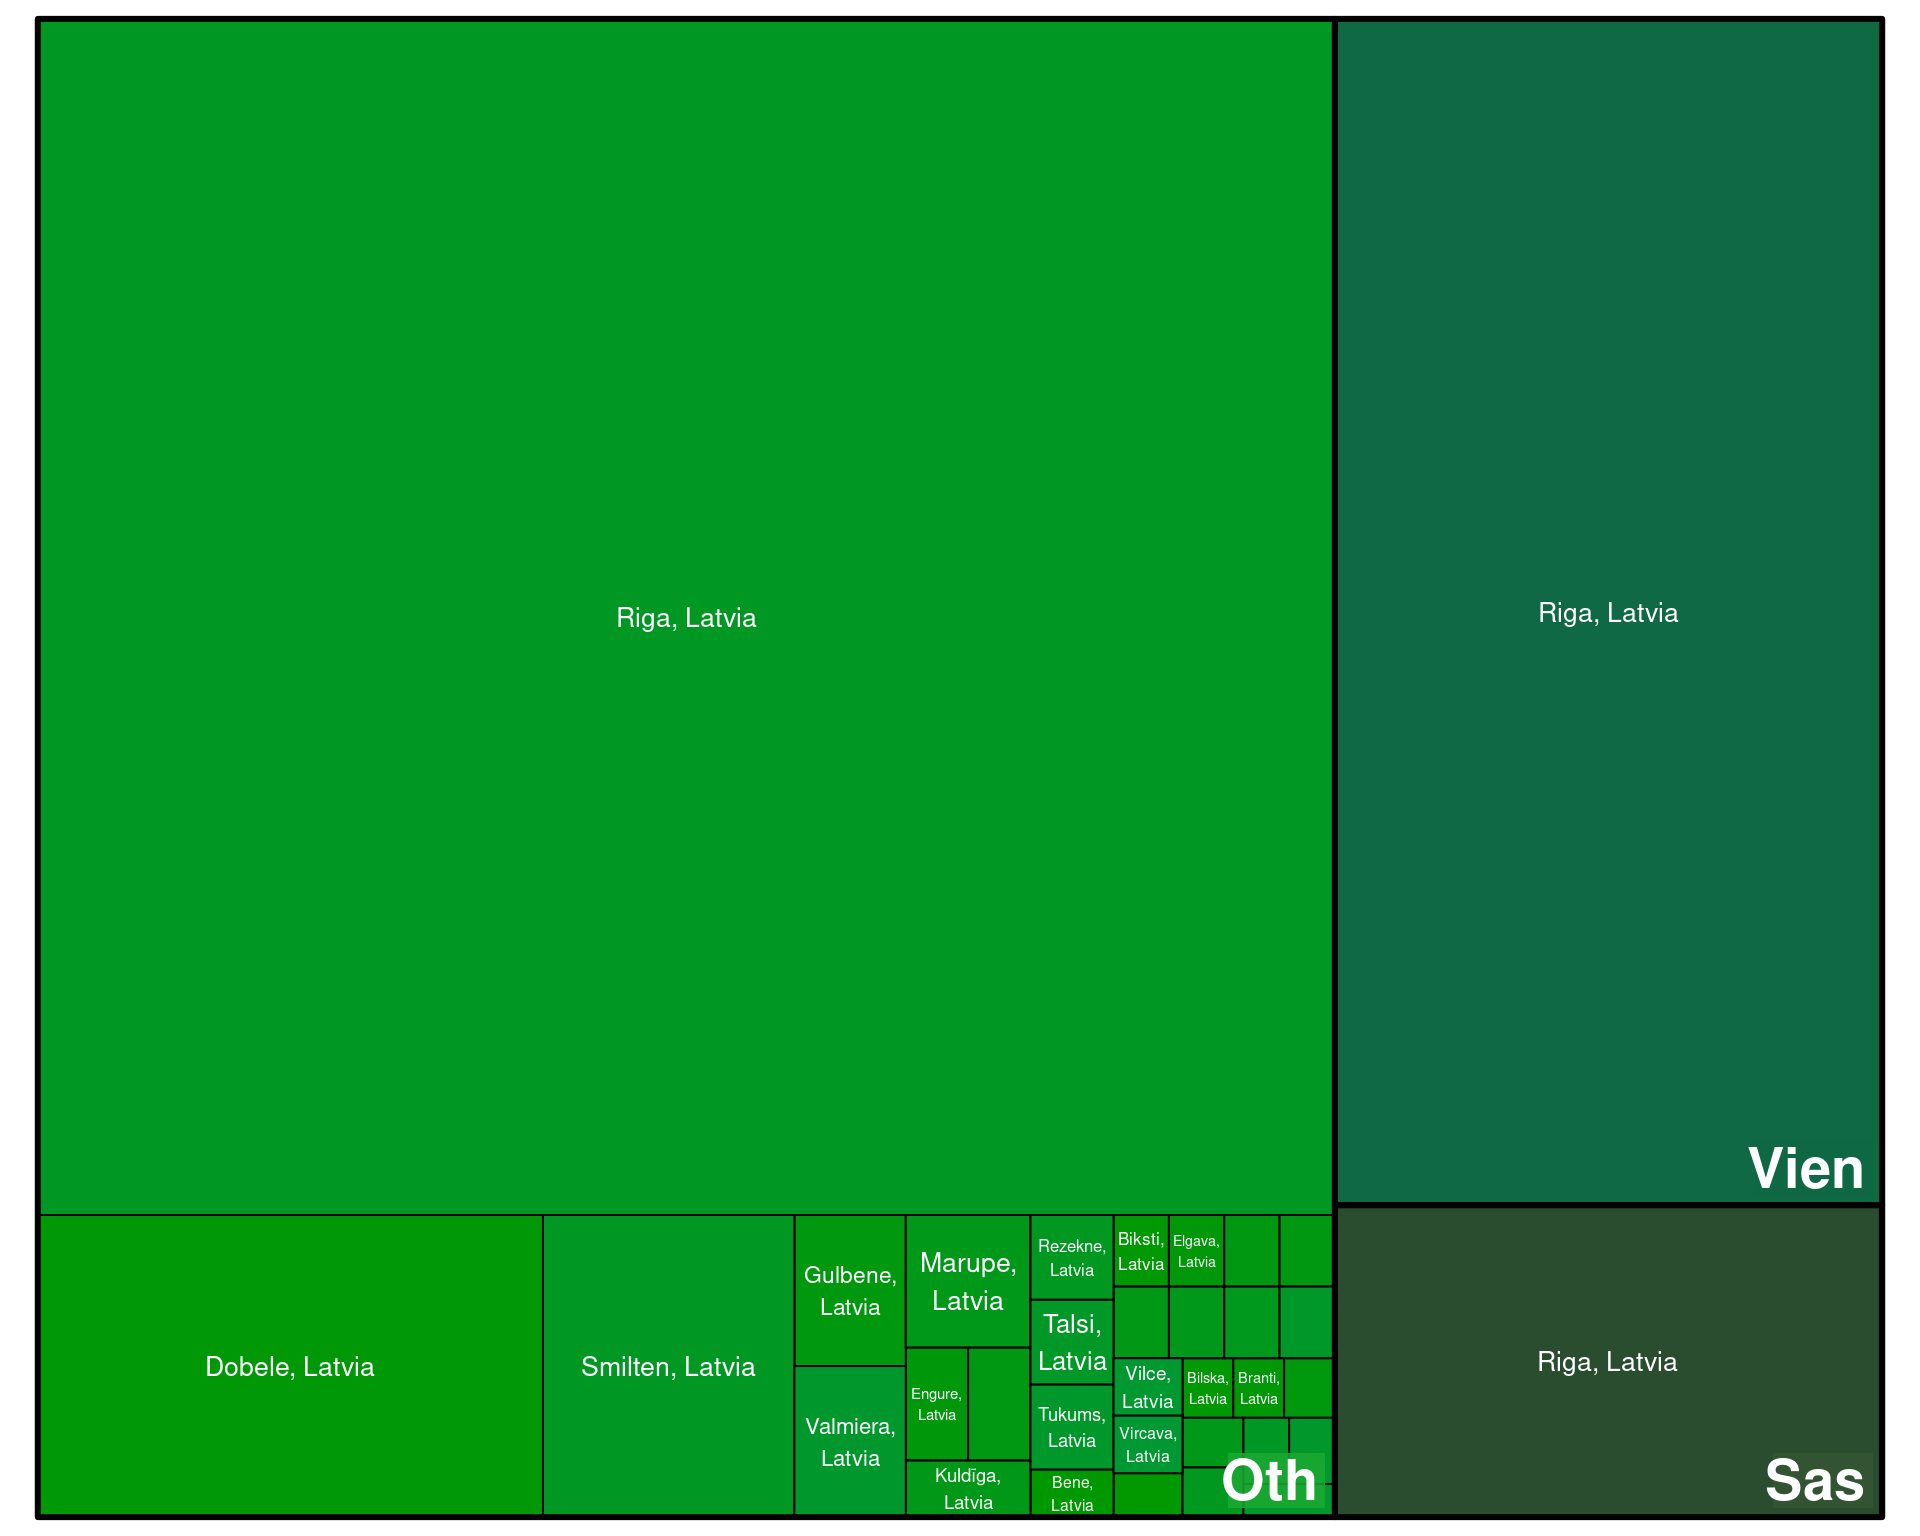 Riga, Latvia
Riga, Latvia
Vien
Dobele, Latvia
Smilten, Latvia
Gulbene,
Latvia
Valmiera,
Latvia
Marupe,
Latvia
Engure,
Latvia
Kuldīga,
Latvia
Rezekne,
Latvia
Talsi,
Latvia
Tukums,
Latvia
Bene,
Latvia
Biksti,
Latvia
Elgava,
Latvia
Vilce,
Latvia
Vircava,
Latvia
Bilska,
Latvia
Branti,
Latvia
Oth
Riga, Latvia
Sas